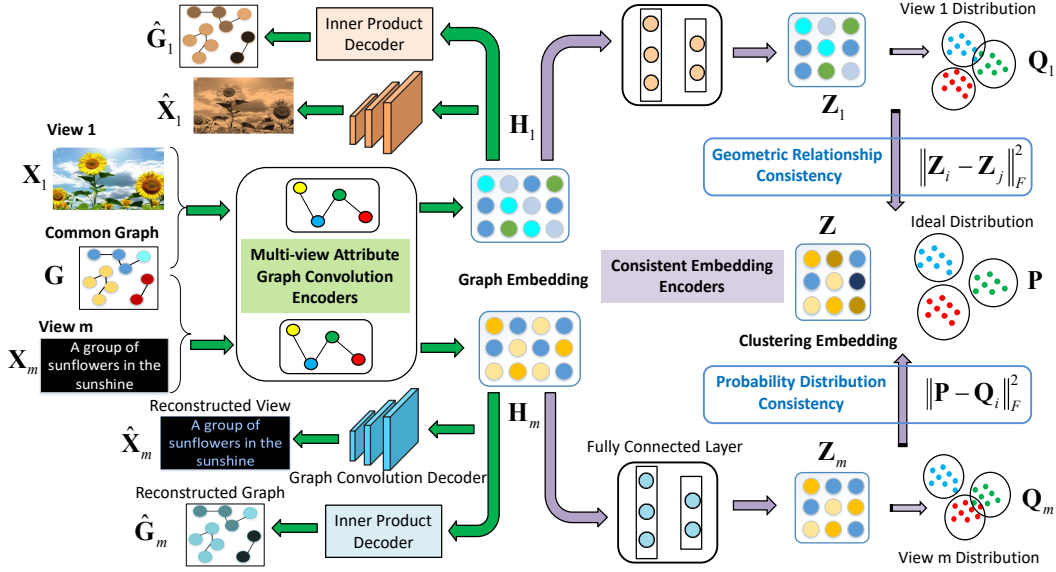 Ĝ₁
Inner Product
Decoder
X̂₁
H₁
View 1
X₁
Common Graph
G
View m
Xₘ
A group of
sunflowers in the
sunshine
Multi-view Attribute
Graph Convolution
Encoders
Graph Embedding
Reconstructed View
X̂ₘ
A group of
sunflowers in the
sunshine
Graph Convolution Decoder
Hₘ
Reconstructed Graph
Ĝₘ
Inner Product
Decoder
Z₁
View 1 Distribution
Q₁
Geometric Relationship
Consistency
‖Zᵢ − Zⱼ‖²_F
Consistent Embedding
Encoders
Z
Ideal Distribution
P
Clustering Embedding
Probability Distribution
Consistency
‖P − Qᵢ‖²_F
Fully Connected Layer
Zₘ
Qₘ
View m Distribution